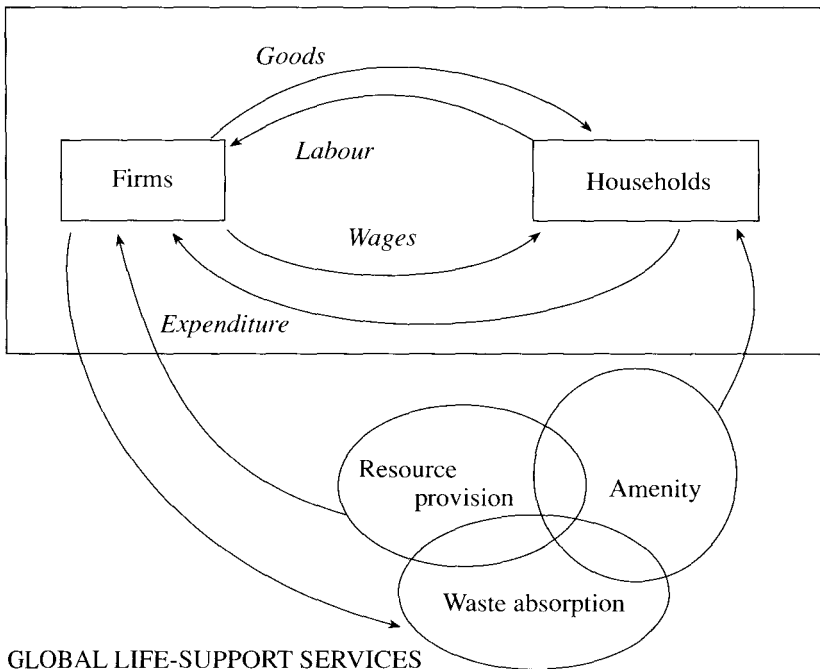 Goods
Labour
Firms
Households
Wages
Expenditure
Resource
provision
Amenity
Waste absorption
GLOBAL LIFE-SUPPORT SERVICES